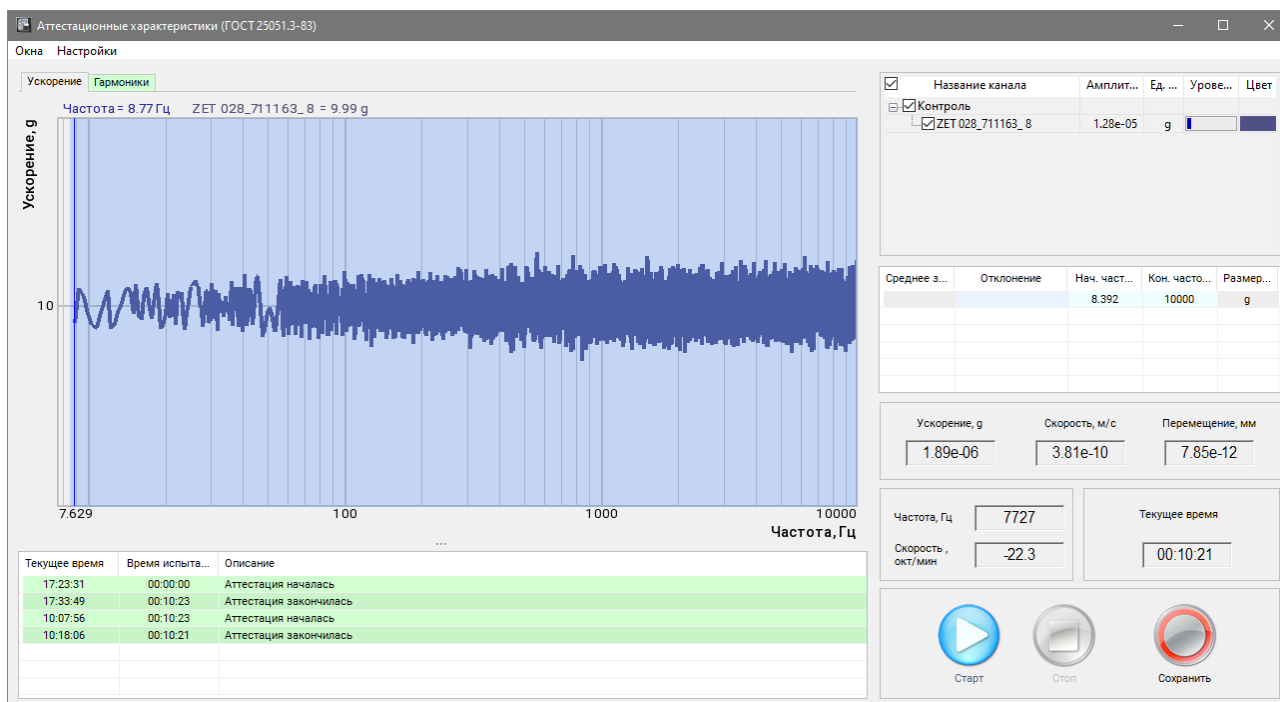 Аттестационные характеристики (ГОСТ 25051.3-83)
Окна Настройки
Ускорение Гармоники
Частота = 8.77 Гц ZET 028_711163_ 8 = 9.99 g
Ускорение, g
10
7.629 100 1000 10000
Частота, Гц
...
Текущее время Время испыта... Описание
17:23:31 00:00:00 Аттестация началась
17:33:49 00:10:23 Аттестация закончилась
10:07:56 00:10:23 Аттестация началась
10:18:06 00:10:21 Аттестация закончилась
Название канала Амплит... Ед. ... Урове... Цвет
Контроль
ZET 028_711163_ 8 1.28e-05 g
Среднее з... Отклонение Нач. част... Кон. часто... Размер...
8.392 10000 g
Ускорение, g Скорость, м/с Перемещение, мм
1.89e-06 3.81e-10 7.85e-12
Частота, Гц 7727
Скорость ,
окт/мин
-22.3
Текущее время
00:10:21
Старт Стоп Сохранить